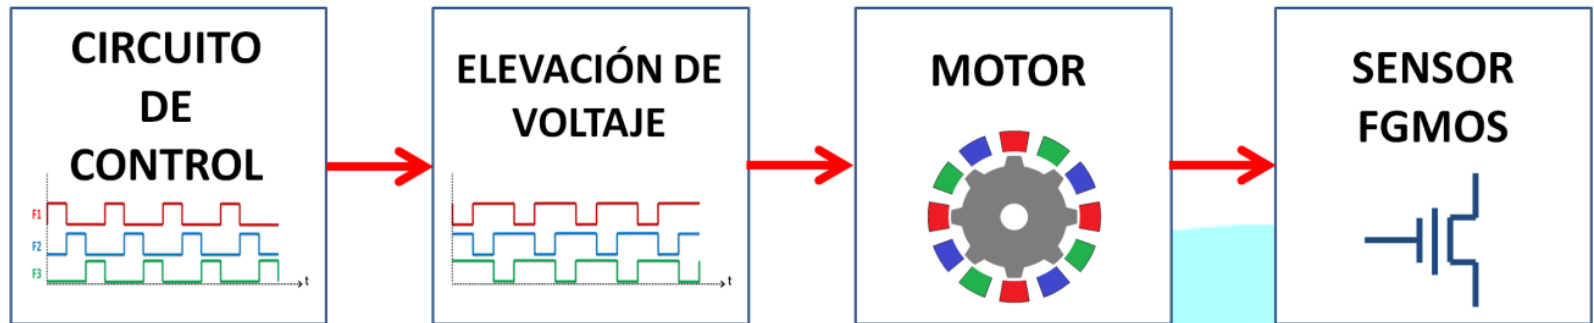 CIRCUITO
DE
CONTROL
F1
F2
F3
t
ELEVACIÓN DE
VOLTAJE
t
MOTOR
SENSOR
FGMOS